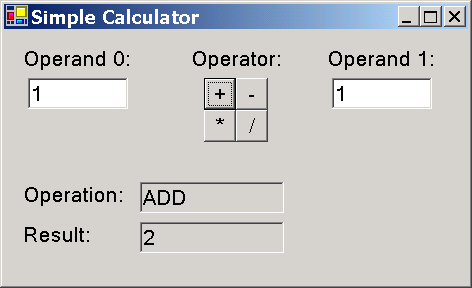 Simple Calculator
Operand 0: Operator: Operand 1:
1 + - 1
* /
Operation: ADD
Result: 2